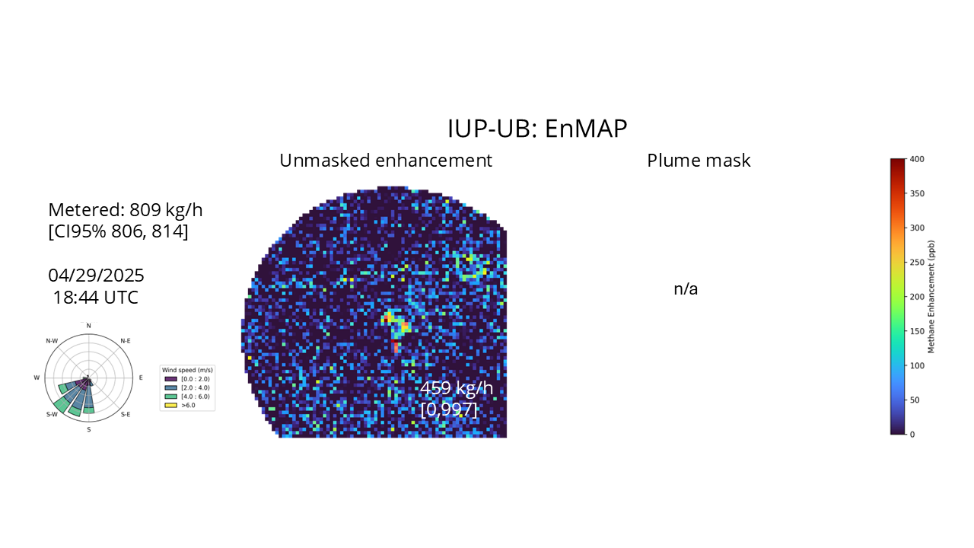 IUP-UB: EnMAP
Unmasked enhancement
Plume mask
Metered: 809 kg/h
[CI95% 806, 814]
04/29/2025
18:44 UTC
N
N-W
N-E
W
E
S-W
S-E
S
Wind speed (m/s)
[0.0 : 2.0)
[2.0 : 4.0)
[4.0 : 6.0)
>6.0
459 kg/h
[0,997]
n/a
400
350
300
250
200
150
100
50
0
Methane Enhancement (ppb)